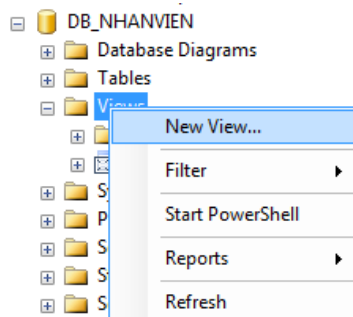 DB_NHANVIEN
Database Diagrams
Tables
Views
New View...
Filter
S
Start PowerShell
P
S
Reports
S
S
Refresh